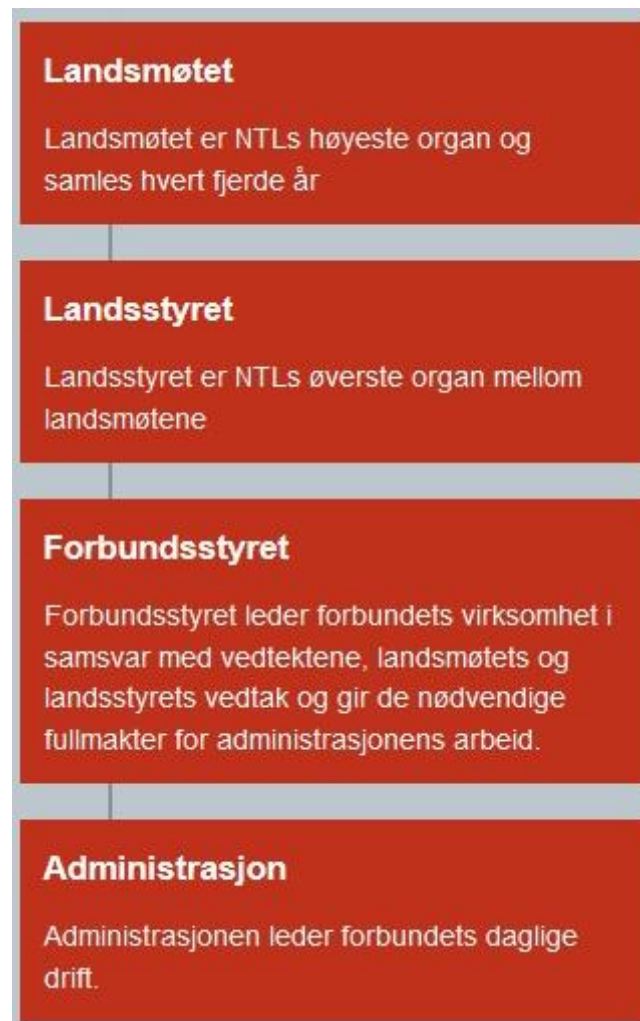 Landsmøtet
Landsmøtet er NTLs høyeste organ og
samles hvert fjerde år
Landsstyret
Landsstyret er NTLs øverste organ mellom
landsmøtene
Forbundsstyret
Forbundsstyret leder forbundets virksomhet i
samsvar med vedtektene, landsmøtets og
landsstyrets vedtak og gir de nødvendige
fullmakter for administrasjonens arbeid.
Administrasjon
Administrasjonen leder forbundets daglige
drift.